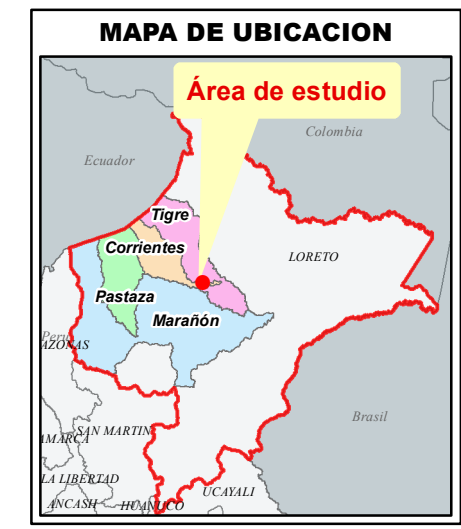 MAPA DE UBICACION
Área de estudio
Colombia
Ecuador
Tigre
Corrientes
LORETO
Pastaza
Marañón
Peru
AZONAS
Brasil
SAN MARTIN
AMARCA
LA LIBERTAD
UCAYALI
ANCASH
HUANUCO